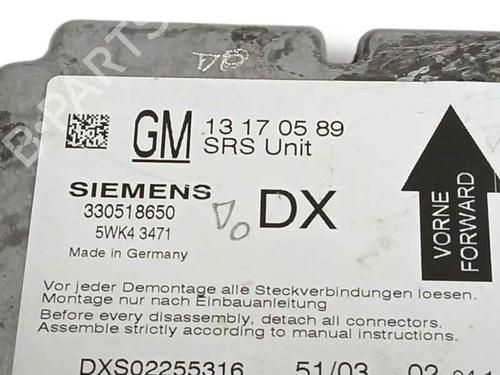 GM 13 17 05 89
SRS Unit
SIEMENS
330518650
5WK4 3471
DX
Made in Germany
VORNE
FORWARD
Vor jeder Demontage alle Steckverbindungen loesen.
Montage nur nach Einbauanleitung
Before every disassembly, detach all connectors.
Assemble strictly according to manual instructions.
DXS02255316 51/03 02
B-PARTS